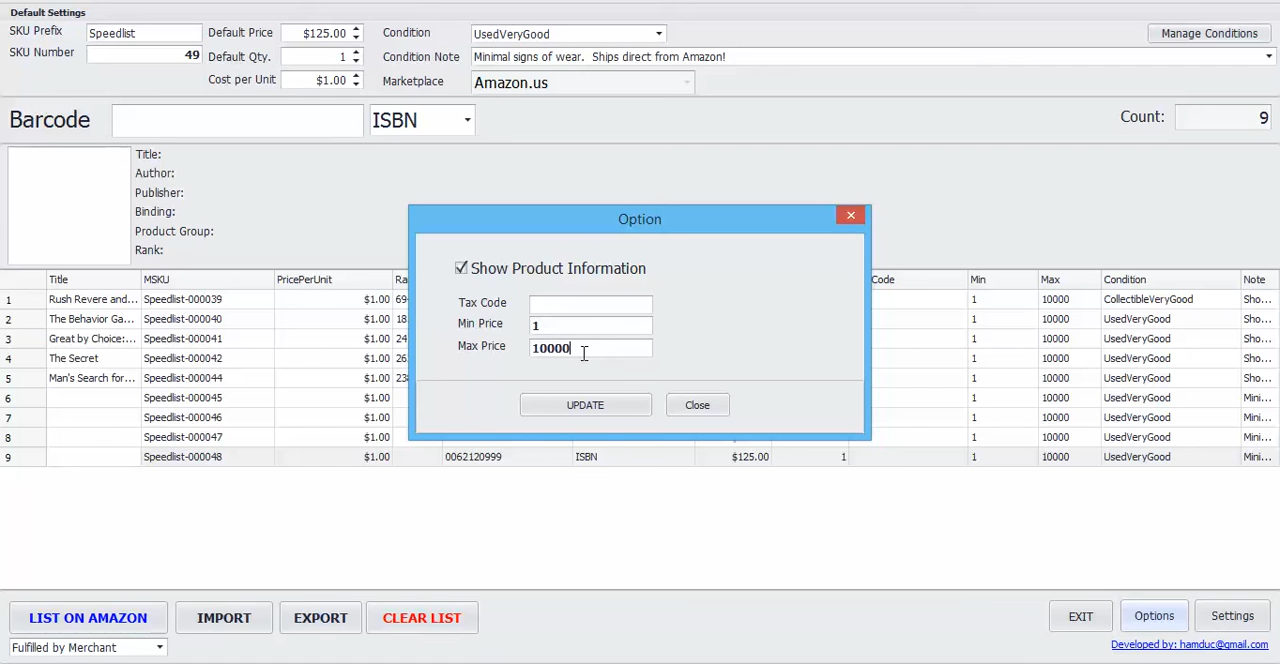 Default Settings
SKU Prefix Speedlist Default Price $125.00 Condition UsedVeryGood Manage Conditions
SKU Number 49 Default Qty. 1 Condition Note Minimal signs of wear. Ships direct from Amazon!
Cost per Unit $1.00 Marketplace Amazon.us
Barcode ISBN Count: 9
Title:
Author:
Publisher:
Binding:
Product Group:
Rank:
Option
Show Product Information
Tax Code
Min Price 1
Max Price 10000
UPDATE Close
Title MSKU PricePerUnit Ra Code Min Max Condition Note
1 Rush Revere and... Speedlist-000039 $1.00 69 1 10000 CollectibleVeryGood Sho...
2 The Behavior Ga... Speedlist-000040 $1.00 18 1 10000 UsedVeryGood Sho...
3 Great by Choice:... Speedlist-000041 $1.00 24 1 10000 UsedVeryGood Sho...
4 The Secret Speedlist-000042 $1.00 26 1 10000 UsedVeryGood Sho...
5 Man's Search for... Speedlist-000044 $1.00 238 1 10000 UsedVeryGood Sho...
6 Speedlist-000045 $1.00 1 10000 UsedVeryGood Mini...
7 Speedlist-000046 $1.00 1 10000 UsedVeryGood Mini...
8 Speedlist-000047 $1.00 1 10000 UsedVeryGood Mini...
9 Speedlist-000048 $1.00 0062120999 ISBN $125.00 1 1 10000 UsedVeryGood Mini...
LIST ON AMAZON IMPORT EXPORT CLEAR LIST EXIT Options Settings
Fulfilled by Merchant Developed by: hamduc@gmail.com